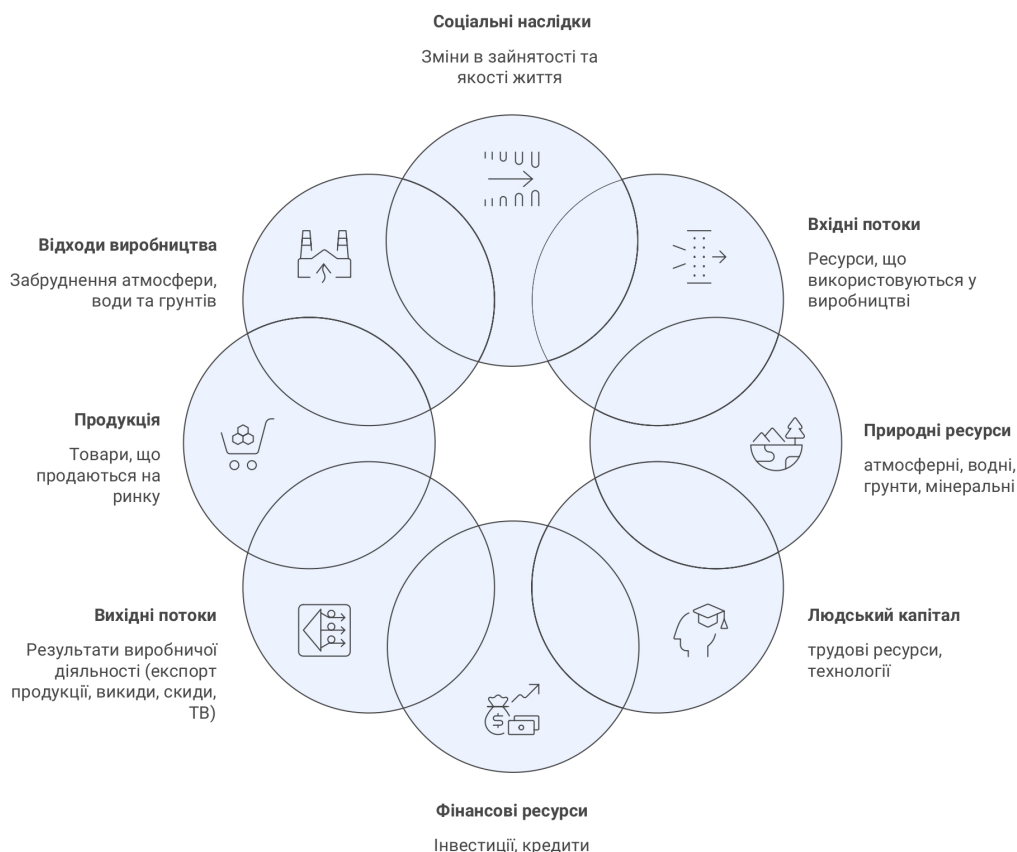 Соціальні наслідки
Зміни в зайнятості та
якості життя
Вхідні потоки
Ресурси, що
використовуються у
виробництві
Природні ресурси
атмосферні, водні,
грунти, мінеральні
Людський капітал
трудові ресурси,
технології
Фінансові ресурси
Інвестиції, кредити
Вихідні потоки
Результати виробничої
діяльності (експорт
продукції, викиди, скиди,
ТВ)
Продукція
Товари, що
продаються на
ринку
Відходи виробництва
Забруднення атмосфери,
води та грунтів